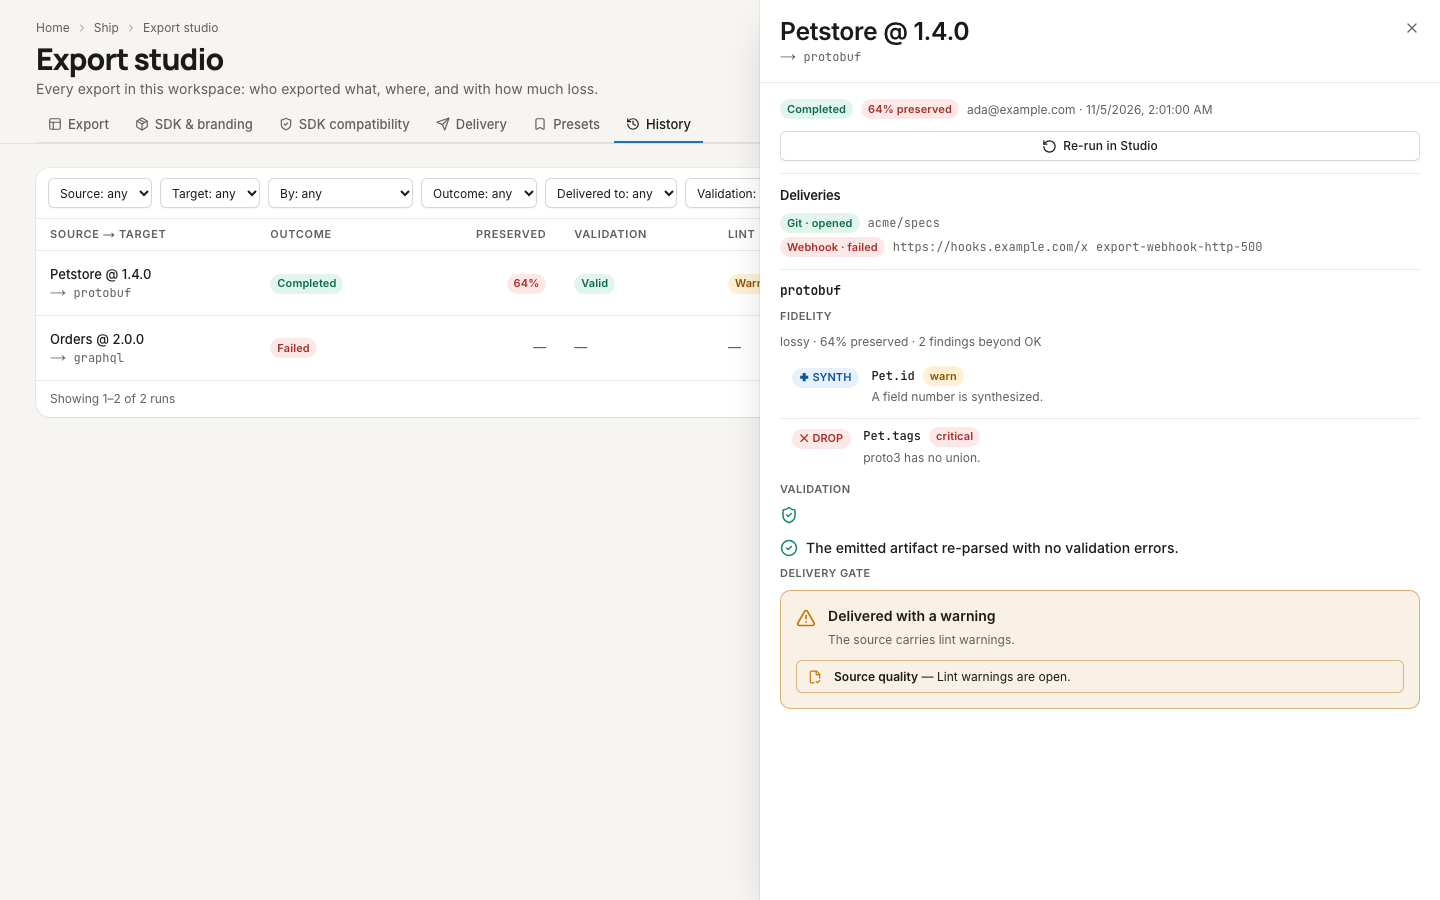 Home > Ship > Export studio
Export studio
Every export in this workspace: who exported what, where, and with how much loss.
Export
SDK & branding
SDK compatibility
Delivery
Presets
History
Source: any
Target: any
By: any
Outcome: any
Delivered to: any
Validation:
SOURCE → TARGET
OUTCOME
PRESERVED
VALIDATION
LINT
Petstore @ 1.4.0
→ protobuf
Completed
64%
Valid
Warn
Orders @ 2.0.0
→ graphql
Failed
—
—
—
Showing 1–2 of 2 runs
Petstore @ 1.4.0
→ protobuf
Completed
64% preserved
ada@example.com · 11/5/2026, 2:01:00 AM
Re-run in Studio
Deliveries
Git · opened acme/specs
Webhook · failed https://hooks.example.com/x export-webhook-http-500
protobuf
FIDELITY
lossy · 64% preserved · 2 findings beyond OK
SYNTH Pet.id warn
A field number is synthesized.
DROP Pet.tags critical
proto3 has no union.
VALIDATION
The emitted artifact re-parsed with no validation errors.
DELIVERY GATE
Delivered with a warning
The source carries lint warnings.
Source quality — Lint warnings are open.